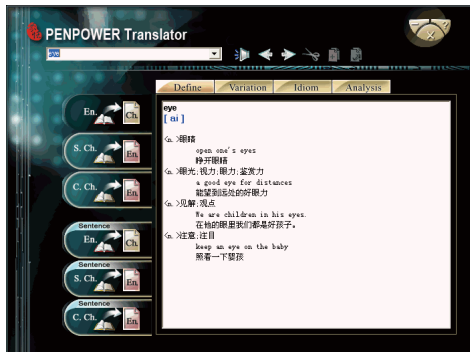 PENPOWER Translator
eye
Define Variation Idiom Analysis
eye
[ ai ]
<n. >眼睛
open one's eyes
睁开眼睛
<n. >眼光;视力;眼力;鉴赏力
a good eye for distances
能望到远处的好眼力
<n. >见解;观点
We are children in his eyes.
在他的眼里我们都是好孩子。
<n. >注意;注目
keep an eye on the baby
照看一下婴孩
En. Ch.
S. Ch. En.
C. Ch. En.
Sentence
En. Ch.
Sentence
S. Ch. En.
Sentence
C. Ch. En.